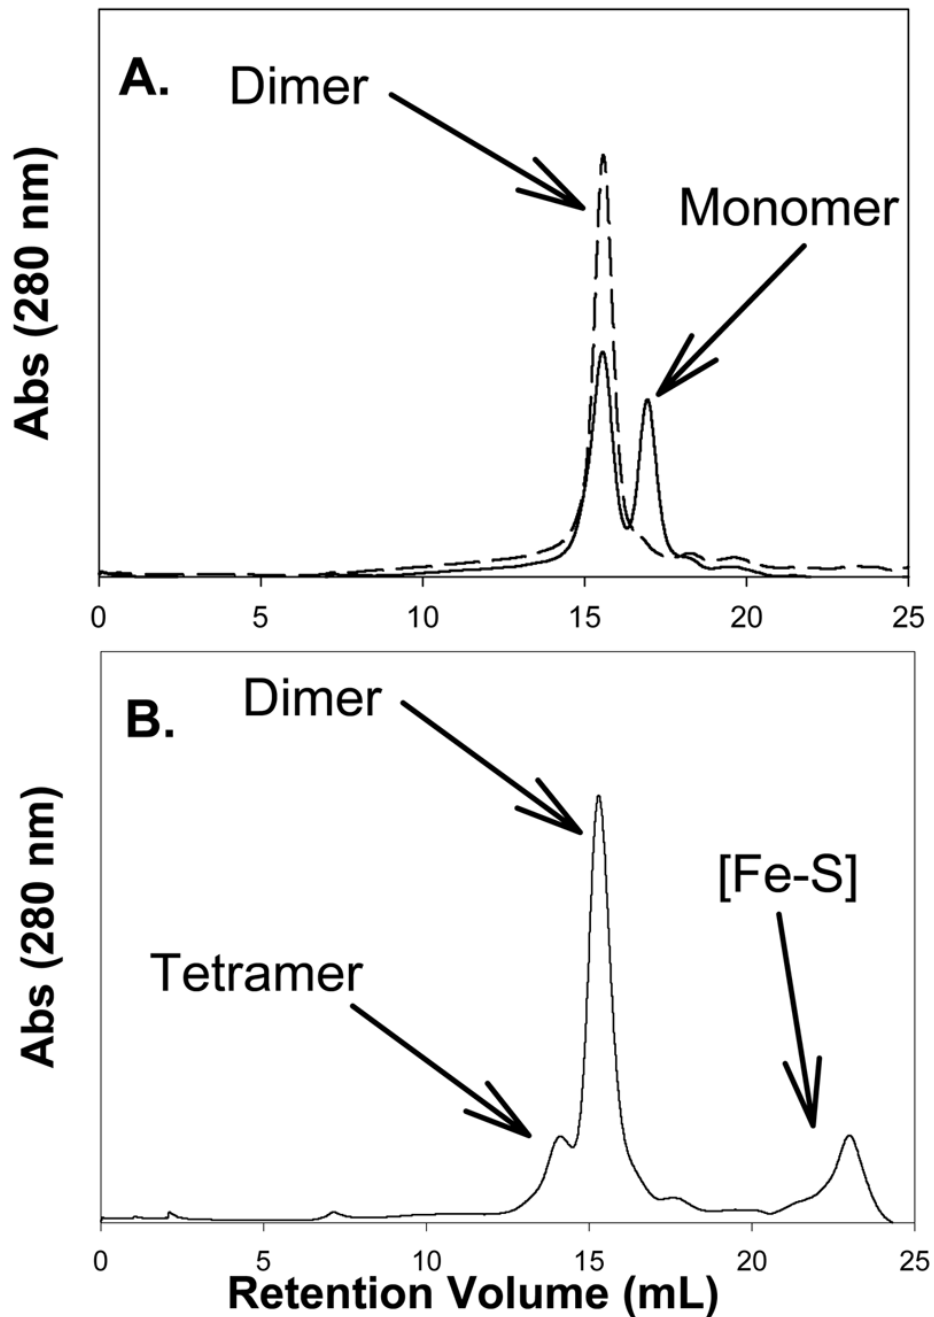 A.
Dimer
Monomer
Abs (280 nm)
0 5 10 15 20 25
B.
Dimer
[Fe-S]
Tetramer
Abs (280 nm)
0 5 10 15 20 25
Retention Volume (mL)